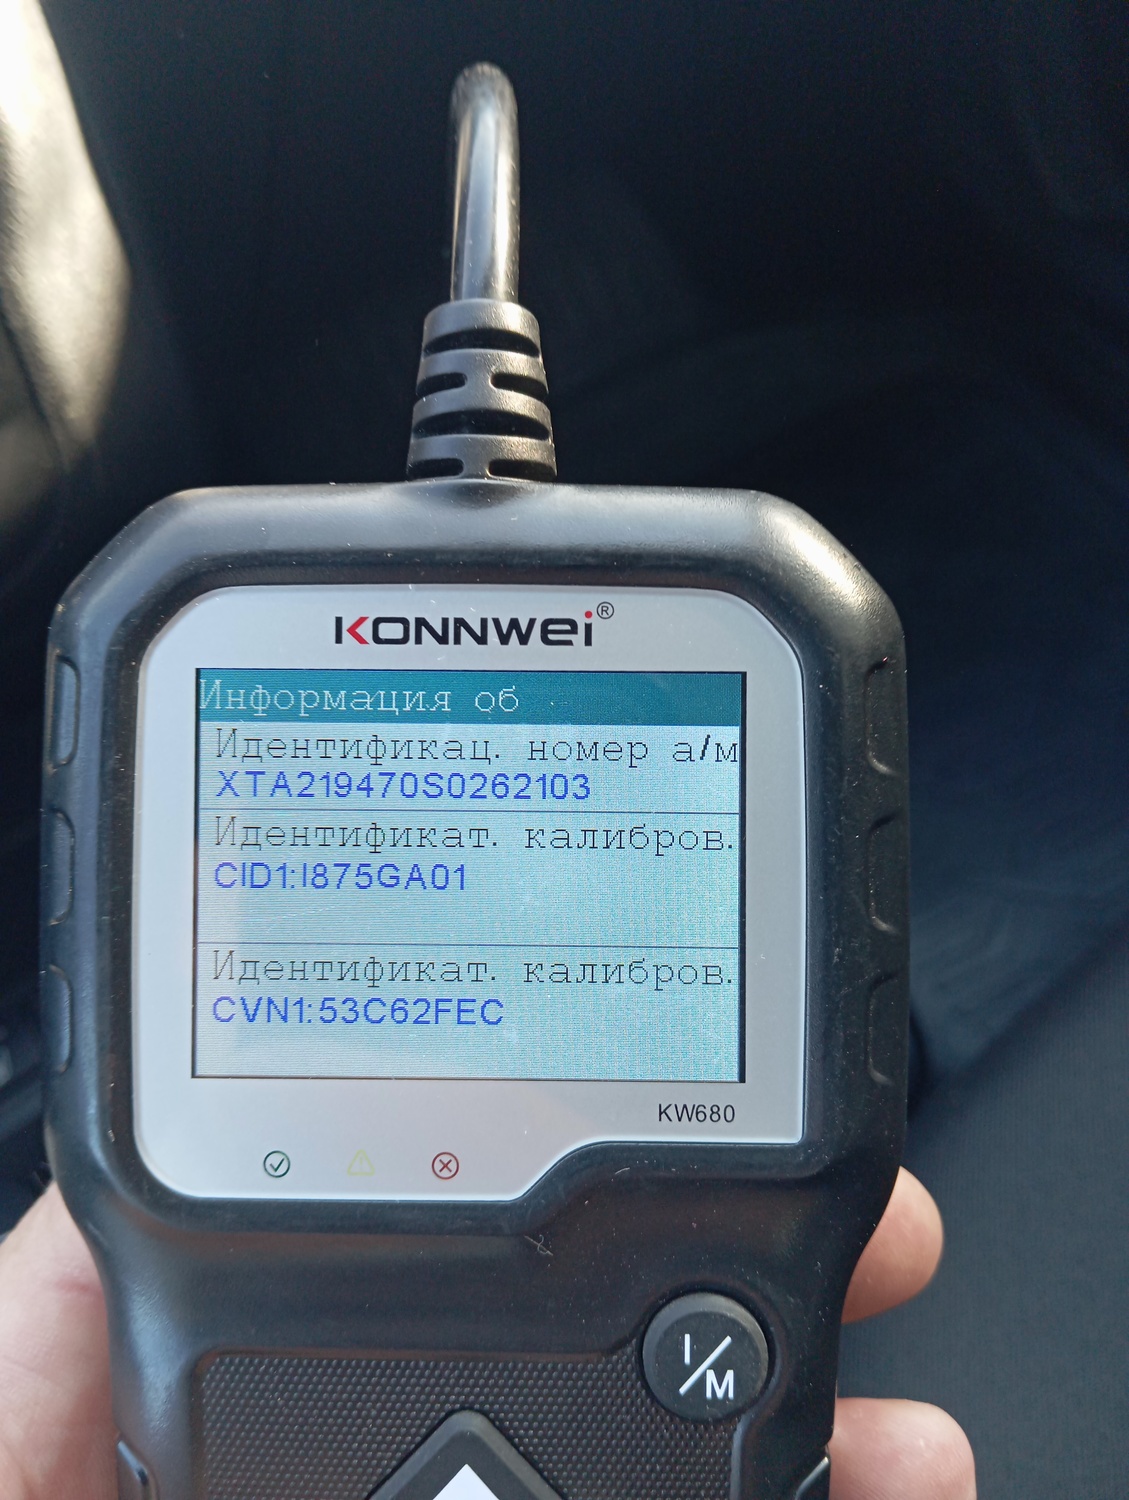 KONNWEI®
Информация об
Идентификац. номер а/м
XTA219470S0262103
Идентификат. калибров.
CID1:I875GA01
Идентификат. калибров.
CVN1:53C62FEC
KW680
I/M